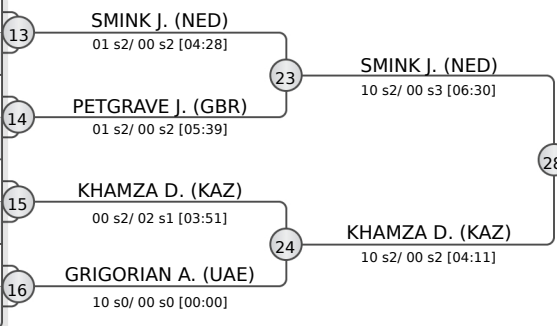 SMINK J. (NED)
13
01 s2/ 00 s2 [04:28]
23
SMINK J. (NED)
10 s2/ 00 s3 [06:30]
PETGRAVE J. (GBR)
14
01 s2/ 00 s2 [05:39]
28
KHAMZA D. (KAZ)
15
00 s2/ 02 s1 [03:51]
24
KHAMZA D. (KAZ)
10 s2/ 00 s2 [04:11]
GRIGORIAN A. (UAE)
16
10 s0/ 00 s0 [00:00]